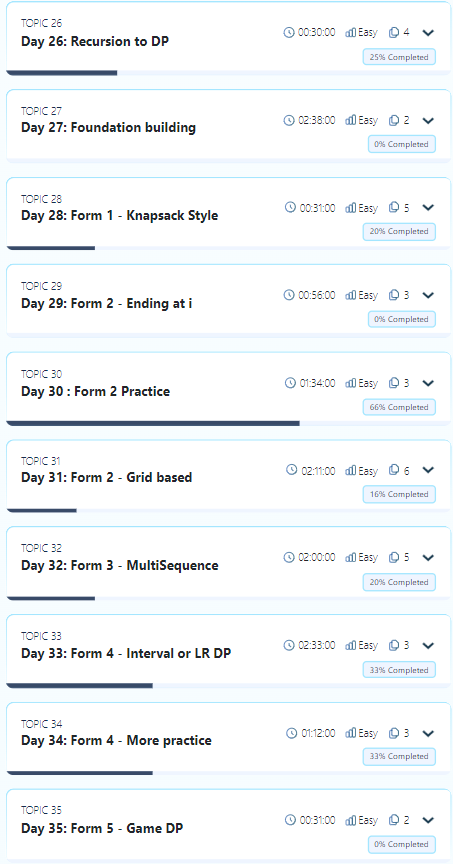 TOPIC 26
Day 26: Recursion to DP
00:30:00 Easy 4
25% Completed
TOPIC 27
Day 27: Foundation building
02:38:00 Easy 2
0% Completed
TOPIC 28
Day 28: Form 1 - Knapsack Style
00:31:00 Easy 5
20% Completed
TOPIC 29
Day 29: Form 2 - Ending at i
00:56:00 Easy 3
0% Completed
TOPIC 30
Day 30 : Form 2 Practice
01:34:00 Easy 3
66% Completed
TOPIC 31
Day 31: Form 2 - Grid based
02:11:00 Easy 6
16% Completed
TOPIC 32
Day 32: Form 3 - MultiSequence
02:00:00 Easy 5
20% Completed
TOPIC 33
Day 33: Form 4 - Interval or LR DP
02:33:00 Easy 3
33% Completed
TOPIC 34
Day 34: Form 4 - More practice
01:12:00 Easy 3
33% Completed
TOPIC 35
Day 35: Form 5 - Game DP
00:31:00 Easy 2
0% Completed